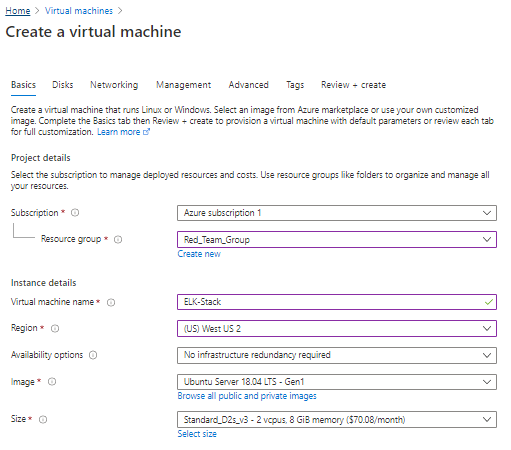 Home > Virtual machines >
Create a virtual machine
Basics Disks Networking Management Advanced Tags Review + create
Create a virtual machine that runs Linux or Windows. Select an image from Azure marketplace or use your own customized
image. Complete the Basics tab then Review + create to provision a virtual machine with default parameters or review each tab
for full customization. Learn more
Project details
Select the subscription to manage deployed resources and costs. Use resource groups like folders to organize and manage all
your resources.
Subscription * Azure subscription 1
Resource group * Red_Team_Group
Create new
Instance details
Virtual machine name * ELK-Stack
Region * (US) West US 2
Availability options No infrastructure redundancy required
Image * Ubuntu Server 18.04 LTS - Gen1
Browse all public and private images
Size * Standard_D2s_v3 - 2 vcpus, 8 GiB memory ($70.08/month)
Select size